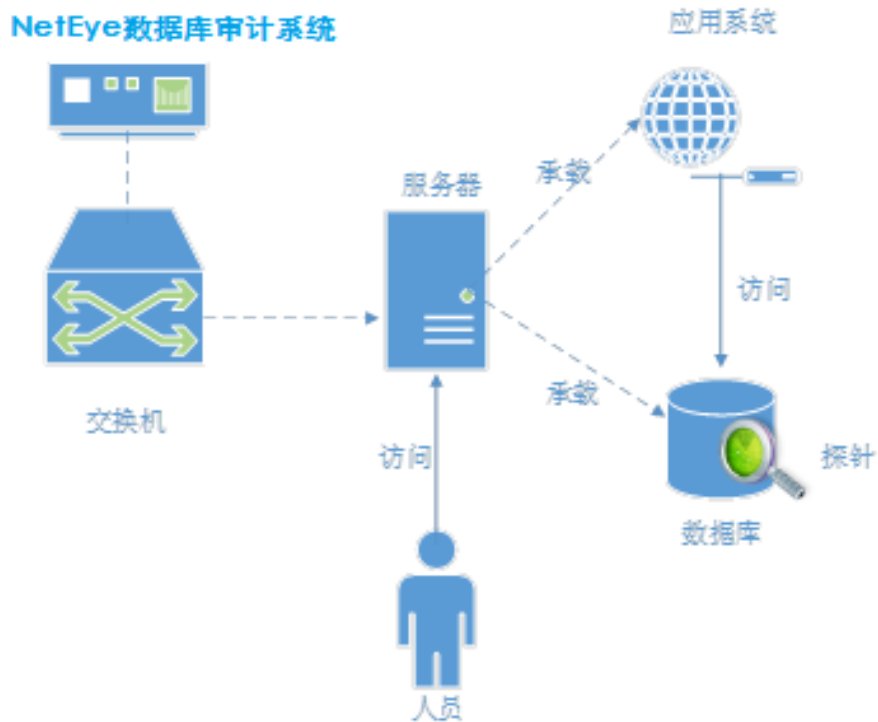 NetEye数据库审计系统
应用系统
服务器
承载
访问
承载
交换机
访问
探针
数据库
人员